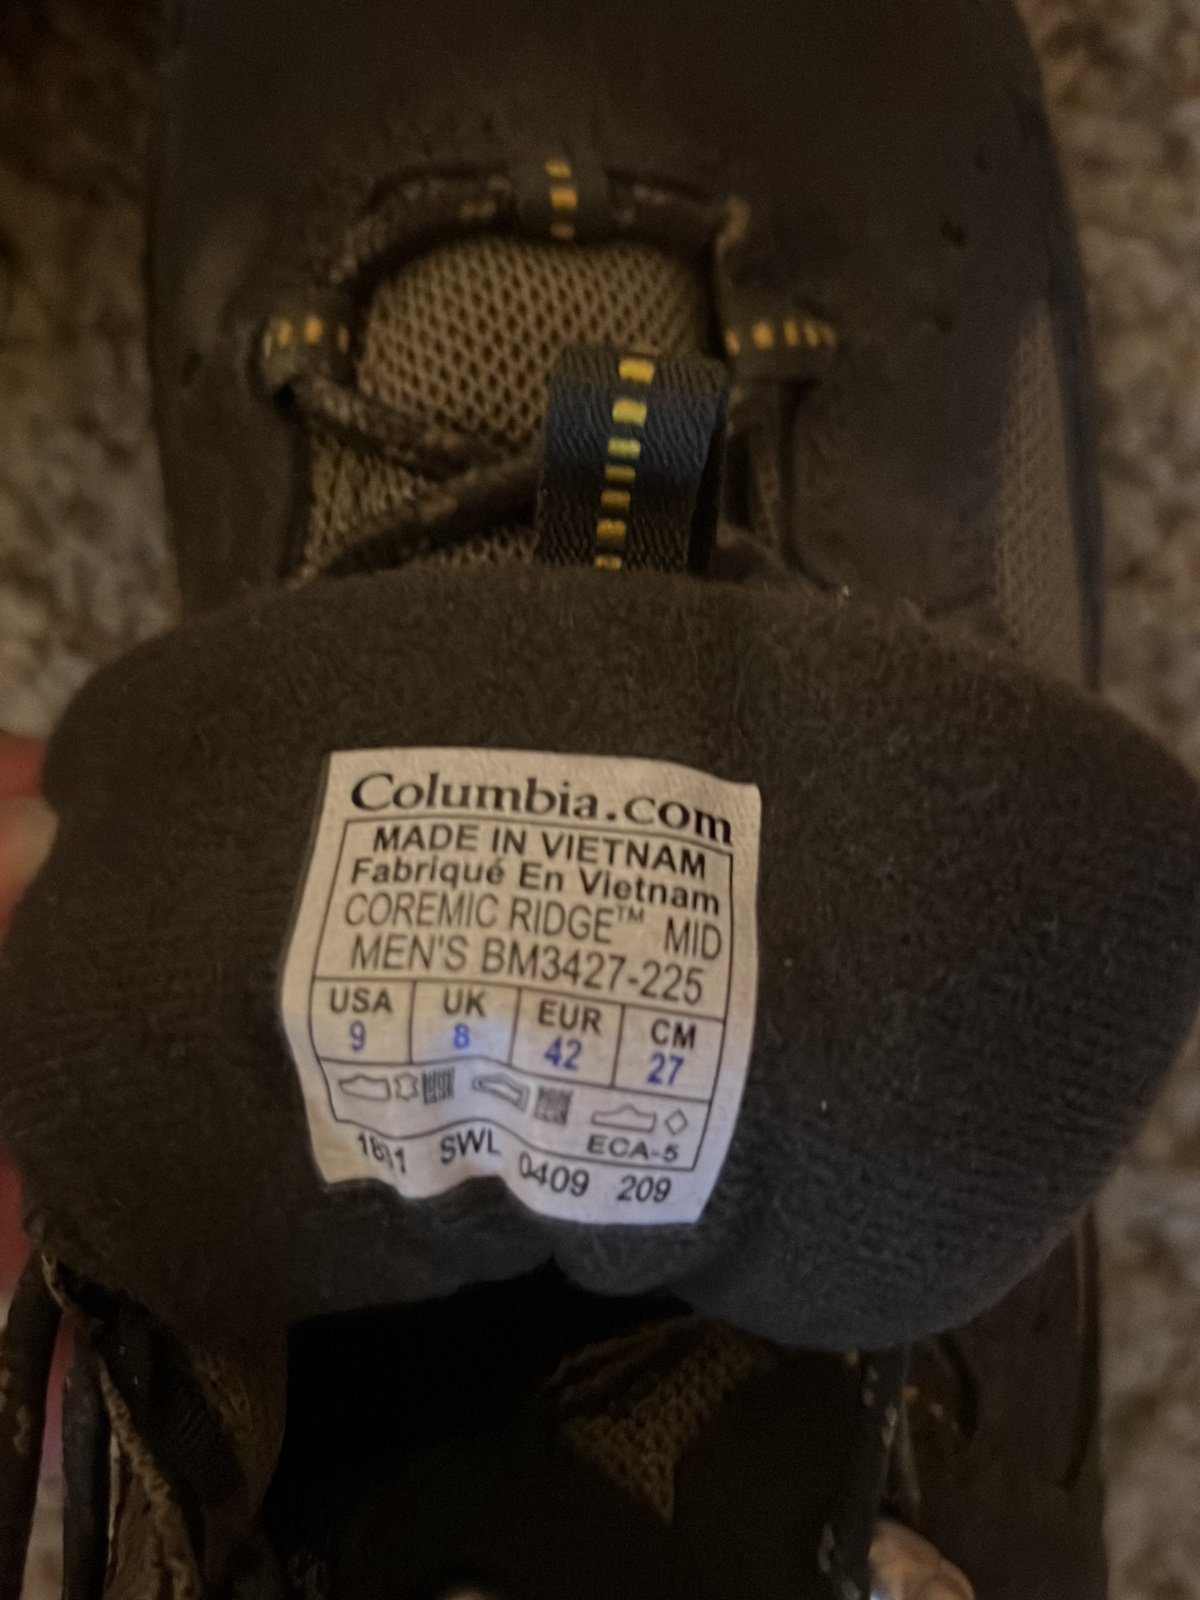 Columbia.com
MADE IN VIETNAM
Fabriqué En Vietnam
COREMIC RIDGE™ MID
MEN'S BM3427-225
USA UK EUR CM
9 8 42 27
ECA-5
SWL 0409 209